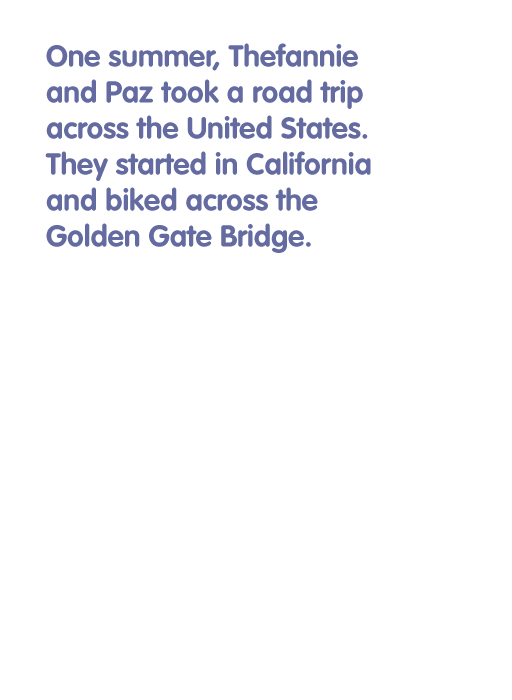 One summer, Thefannie
and Paz took a road trip
across the United States.
They started in California
and biked across the
Golden Gate Bridge.